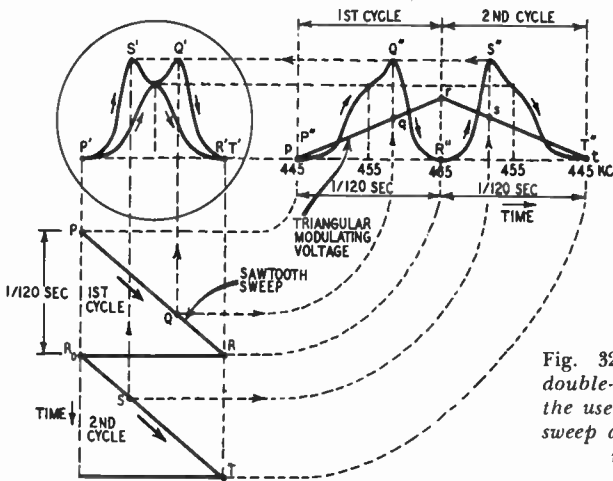 1ST CYCLE
2ND CYCLE
S'
Q'
Q"
S"
P'
R'T'
P"
P
q
r
s
R"
T"
t
445
455
465
455
445 KC
1/120 SEC
1/120 SEC
TIME
TRIANGULAR
MODULATING
VOLTAGE
P
SAWTOOTH
SWEEP
1/120 SEC
1ST
CYCLE
Q
R₀
R
TIME
S
2ND
CYCLE
T
Fig. 32
double-
the use
sweep a